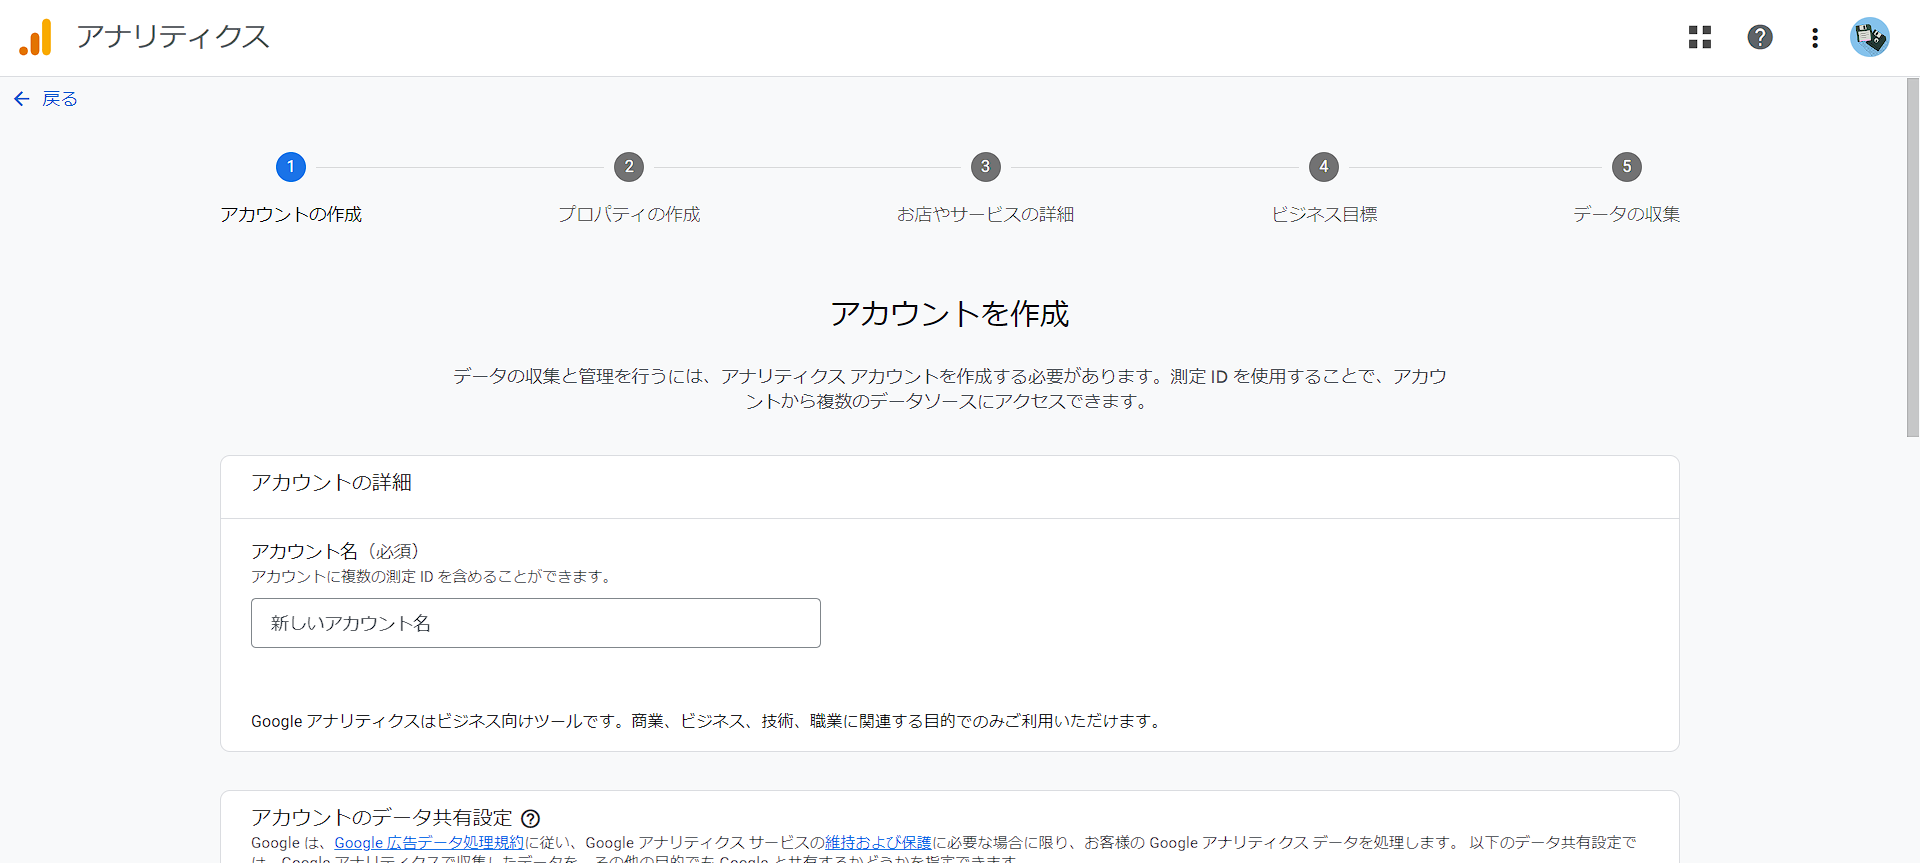 アナリティクス
戻る
1
2
3
4
5
アカウントの作成
プロパティの作成
お店やサービスの詳細
ビジネス目標
データの収集
アカウントを作成
データの収集と管理を行うには、アナリティクス アカウントを作成する必要があります。測定 ID を使用することで、アカウ
ントから複数のデータソースにアクセスできます。
アカウントの詳細
アカウント名（必須）
アカウントに複数の測定 ID を含めることができます。
新しいアカウント名
Google アナリティクスはビジネス向けツールです。商業、ビジネス、技術、職業に関連する目的でのみご利用いただけます。
アカウントのデータ共有設定
Google は、Google 広告データ処理規約に従い、Google アナリティクス サービスの維持および保護に必要な場合に限り、お客様の Google アナリティクス データを処理します。 以下のデータ共有設定で
は、Google アナリティクスで収集したデータを、その他の目的でも Google と共有するかどうかを指定できます。